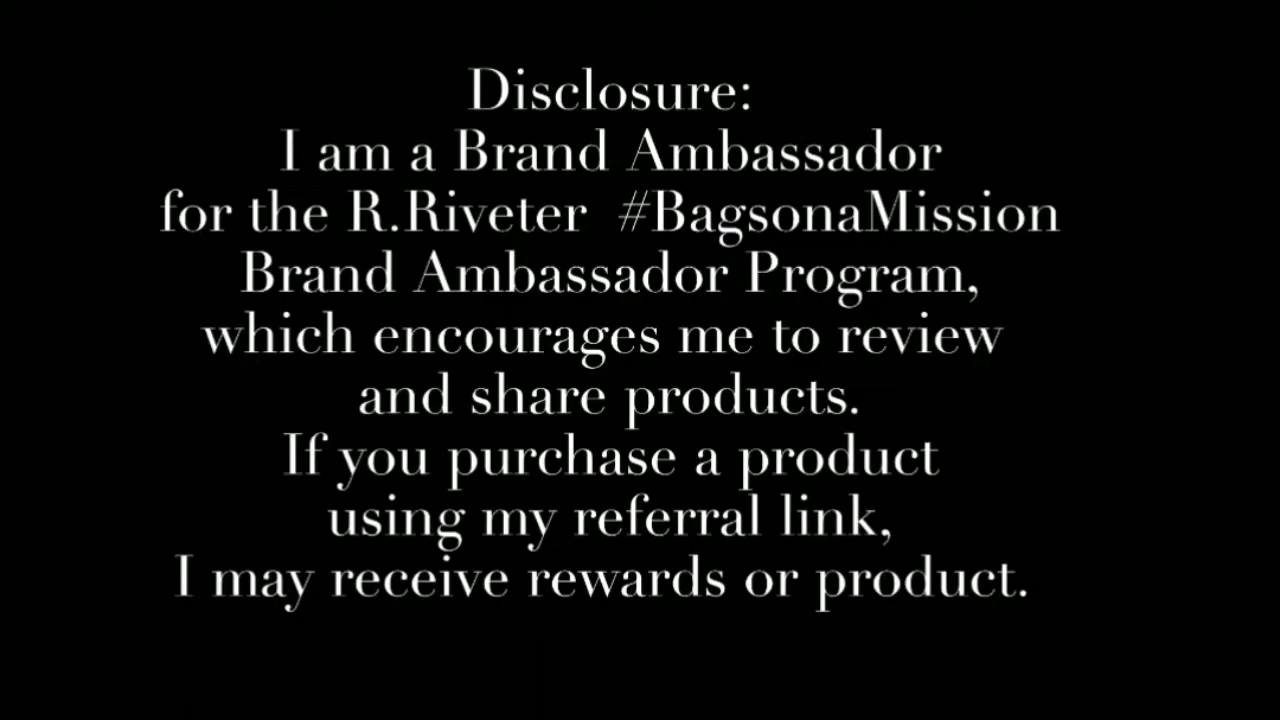 Disclosure:
I am a Brand Ambassador
for the R.Riveter #BagsonaMission
Brand Ambassador Program,
which encourages me to review
and share products.
If you purchase a product
using my referral link,
I may receive rewards or product.